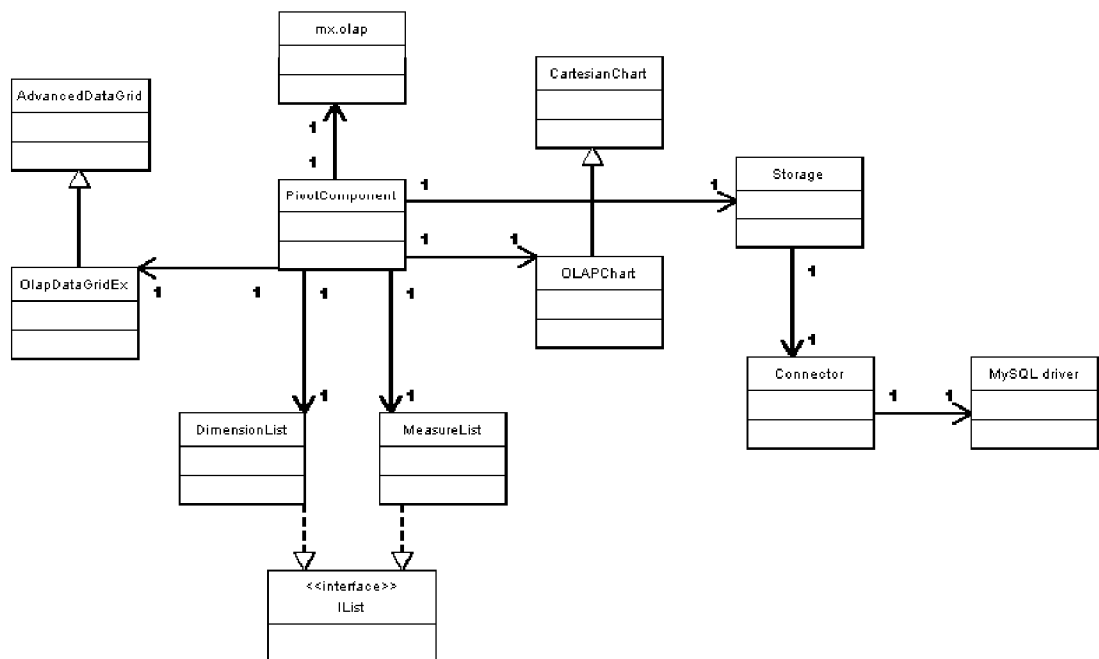 mx.olap
CartesianChart
AdvancedDataGrid
1
1
PivotComponent
1
1
Storage
1
1
1
OlapDataGridEx
1
1
1
1
OLAPChart
1
1
Connector
1
1
MySQL driver
1
1
DimensionList
MeasureList
<<interface>>
IList